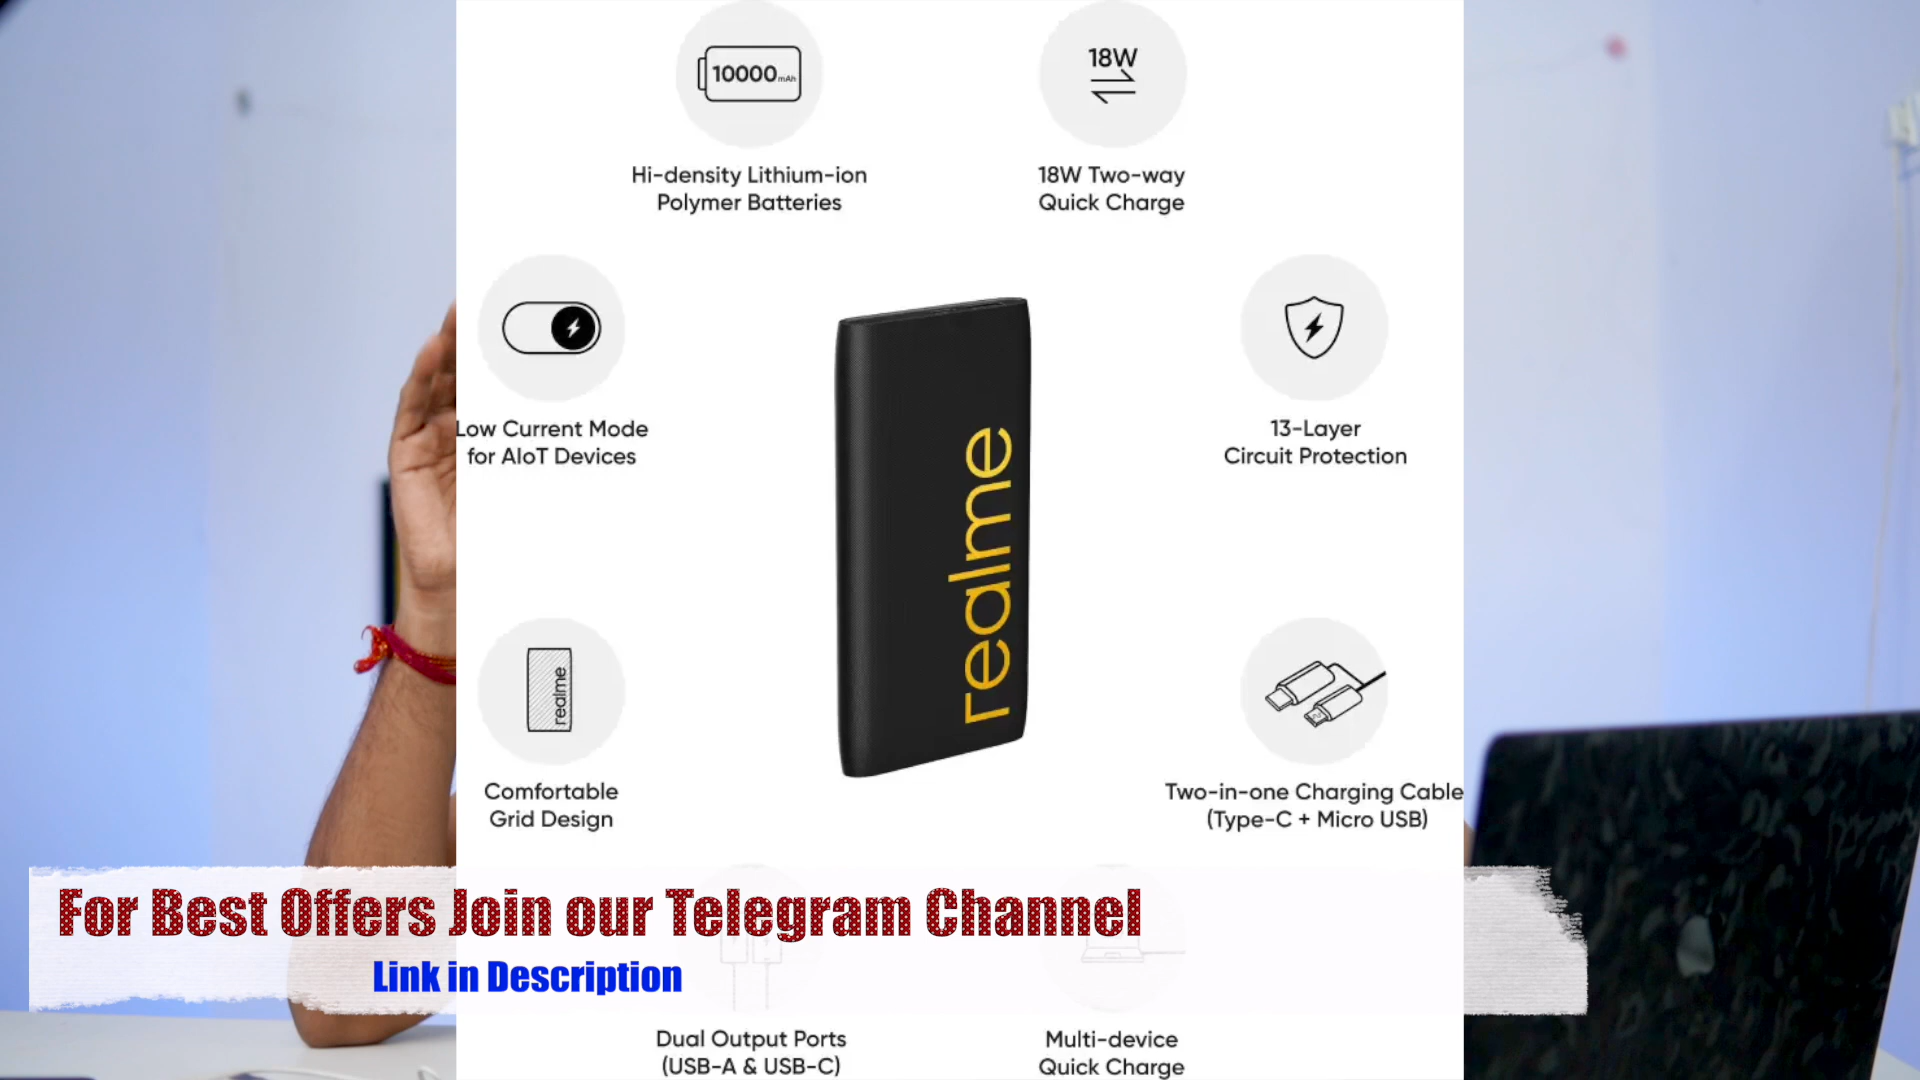 10000mAh
18W
Hi-density Lithium-ion
Polymer Batteries
18W Two-way
Quick Charge
Low Current Mode
for AIoT Devices
13-Layer
Circuit Protection
realme
realme
Comfortable
Grid Design
Two-in-one Charging Cable
(Type-C + Micro USB)
For Best Offers Join our Telegram Channel
Link in Description
Dual Output Ports
(USB-A & USB-C)
Multi-device
Quick Charge